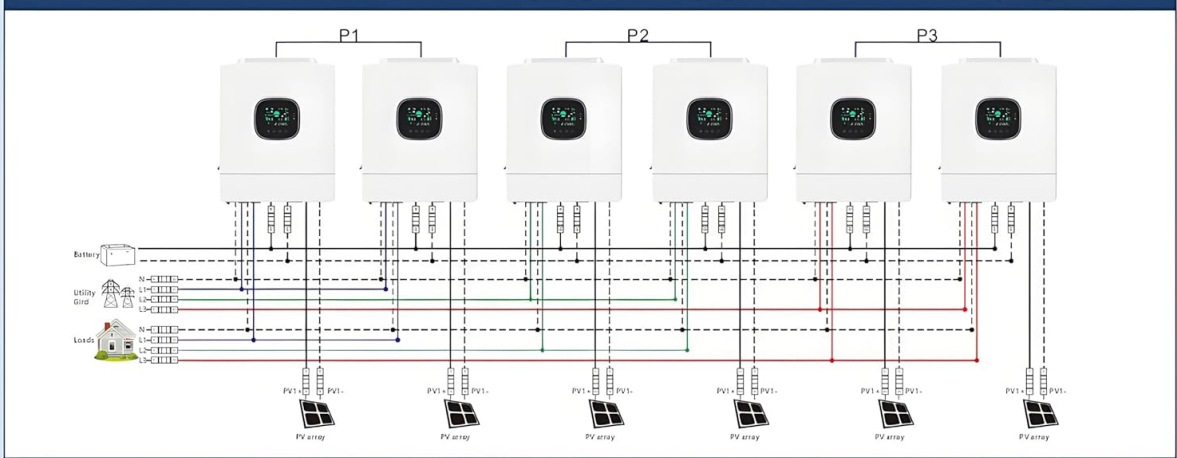 P1 P2 P3
Battery
N
L1
Utility L2
Gird
L3
N
Loads L1
L2
L3
PV1+ PV1- PV1+ PV1- PV1+ PV1- PV1+ PV1- PV1+ PV1- PV1+ PV1-
PV array PV array PV array PV array PV array PV array